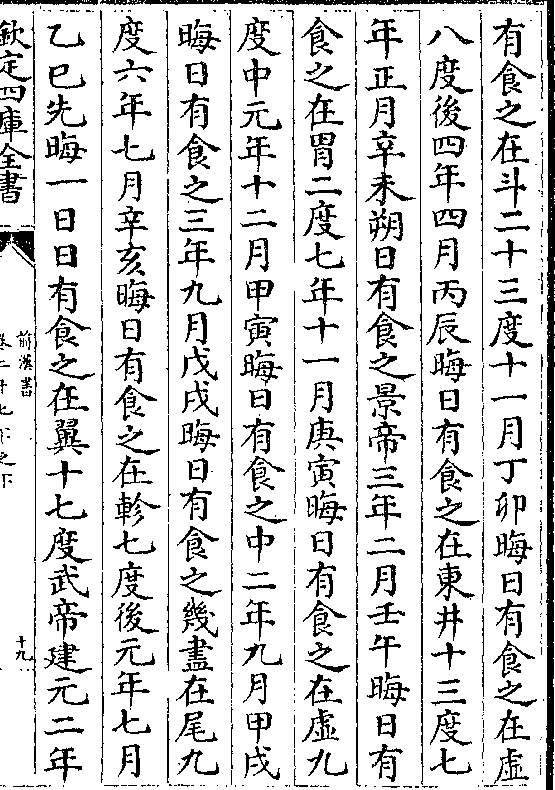 有食之在斗二十三度十一月丁卯晦日有食之在虛
八度後四年四月丙辰晦日有食之在東井十三度七
年正月辛未朔日有食之景帝三年二月壬午晦日有
食之在胃二度七年十一月庚寅晦日有食之在虛九
度中元年十二月甲寅晦日有食之中二年九月甲戌
晦日有食之三年九月戊戌晦日有食之幾盡在尾九
度六年七月辛亥晦日有食之在軫七度後元年七月
乙巳先晦一日日有食之在翼十七度武帝建元二年
欽定四庫全書
前漢書
卷二十七下之下
十九